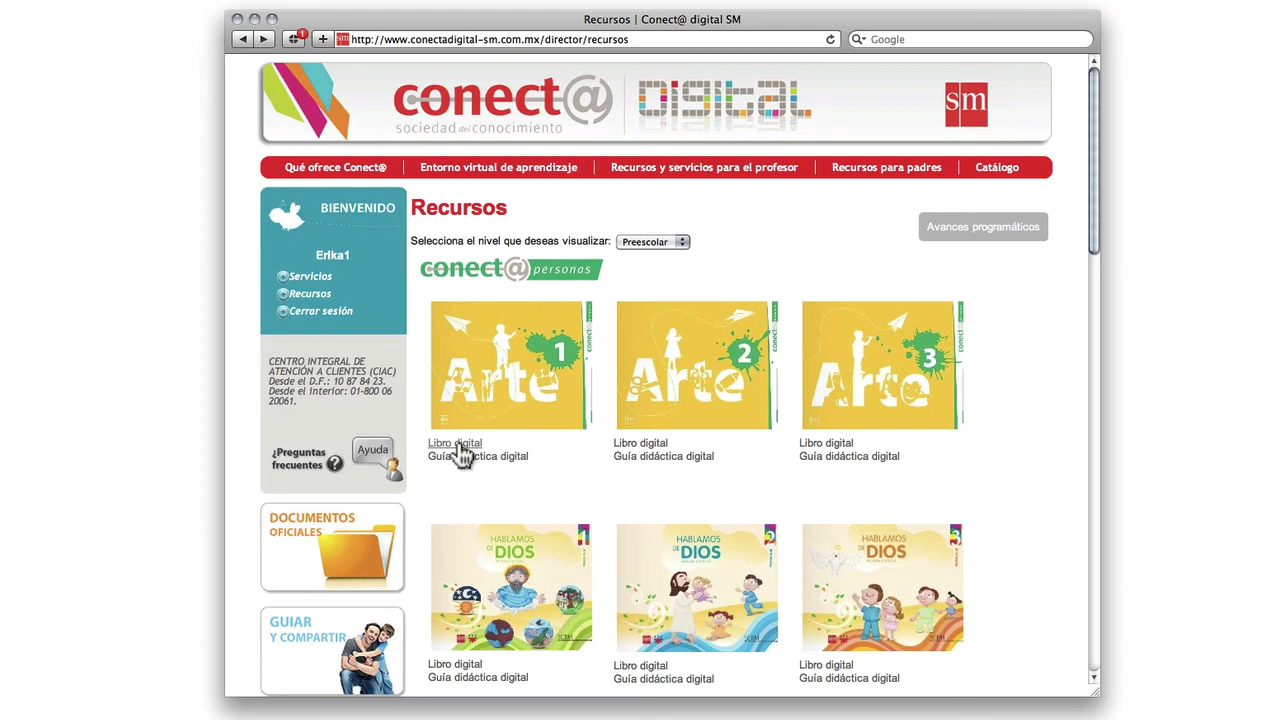 Recursos | Conect@ digital SM
1
http://www.conectadigital-sm.com.mx/director/recursos
Google
conect@
sociedad del conocimiento
DIGITAL
sm
Qué ofrece Conect@
Entorno virtual de aprendizaje
Recursos y servicios para el profesor
Recursos para padres
Catálogo
BIENVENIDO
Erika1
Servicios
Recursos
Cerrar sesión
CENTRO INTEGRAL DE
ATENCIÓN A CLIENTES (CIAC)
Desde el D.F.: 10 87 84 23.
Desde el Interior: 01-800 06
20061.
¿Preguntas
frecuentes ?
Ayuda
DOCUMENTOS
OFICIALES
GUIAR
Y COMPARTIR
Recursos
Avances programáticos
Selecciona el nivel que deseas visualizar: Preescolar
conect@ personas
Arte 1
Arte 2
Arte 3
Libro digital
Libro digital
Libro digital
Guía didáctica digital
Guía didáctica digital
Guía didáctica digital
HABLAMOS
DE DIOS
1
HABLAMOS
DE DIOS
2
HABLAMOS
DE DIOS
3
Libro digital
Libro digital
Libro digital
Guía didáctica digital
Guía didáctica digital
Guía didáctica digital